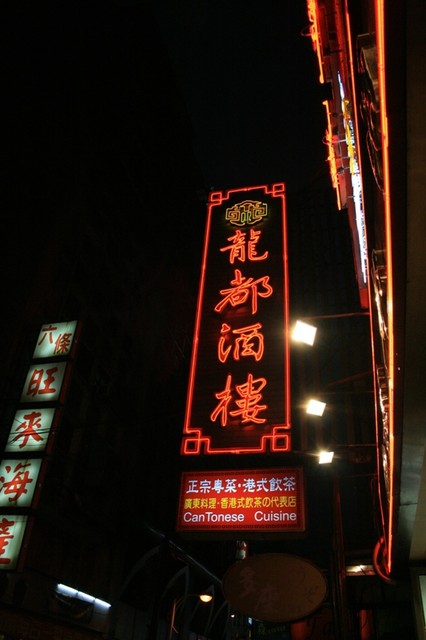 龍都酒樓
正宗粵菜・港式飲茶
廣東料理・香港式飲茶の代表店
CanTonese Cuisine
六條
旺
來
海
產